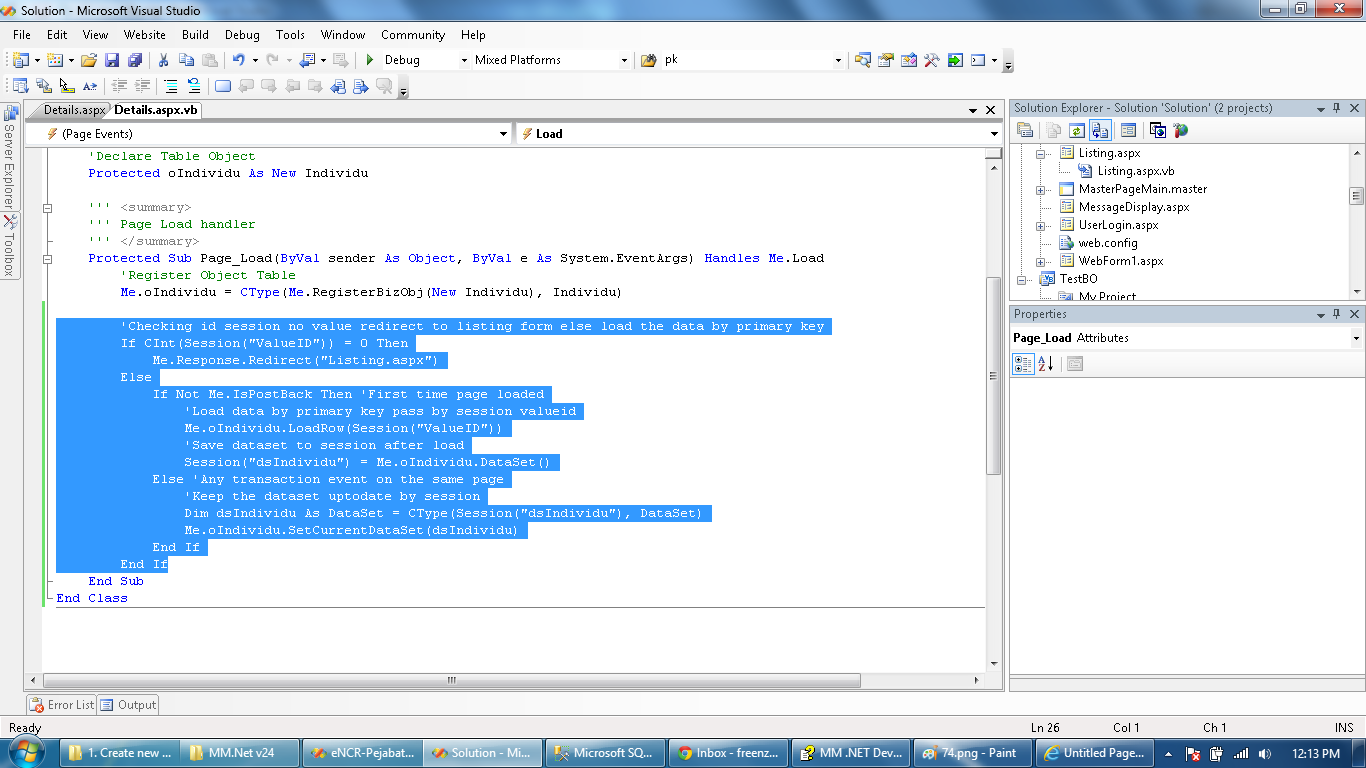 Solution - Microsoft Visual Studio
File Edit View Website Build Debug Tools Window Community Help
Debug Mixed Platforms pk
Details.aspx Details.aspx.vb
(Page Events) Load
'Declare Table Object
Protected oIndividu As New Individu
''' <summary>
''' Page Load handler
''' </summary>
Protected Sub Page_Load(ByVal sender As Object, ByVal e As System.EventArgs) Handles Me.Load
'Register Object Table
Me.oIndividu = CType(Me.RegisterBizObj(New Individu), Individu)
'Checking id session no value redirect to listing form else load the data by primary key
If CInt(Session("ValueID")) = 0 Then
Me.Response.Redirect("Listing.aspx")
Else
If Not Me.IsPostBack Then 'First time page loaded
'Load data by primary key pass by session valueid
Me.oIndividu.LoadRow(Session("ValueID"))
'Save dataset to session after load
Session("dsIndividu") = Me.oIndividu.DataSet()
Else 'Any transaction event on the same page
'Keep the dataset uptodate by session
Dim dsIndividu As DataSet = CType(Session("dsIndividu"), DataSet)
Me.oIndividu.SetCurrentDataSet(dsIndividu)
End If
End If
End Sub
End Class
Server Explorer
Toolbox
Solution Explorer - Solution 'Solution' (2 projects)
Listing.aspx
Listing.aspx.vb
MasterPageMain.master
MessageDisplay.aspx
UserLogin.aspx
web.config
WebForm1.aspx
TestBO
My Project
Properties
Page_Load Attributes
Error List Output
Ready Ln 26 Col 1 Ch 1 INS
1. Create new ... MM.Net v24 eNCR-Pejabat... Solution - Mi... Microsoft SQ... Inbox - freenz... MM .NET Dev... 74.png - Paint Untitled Page... 12:13 PM